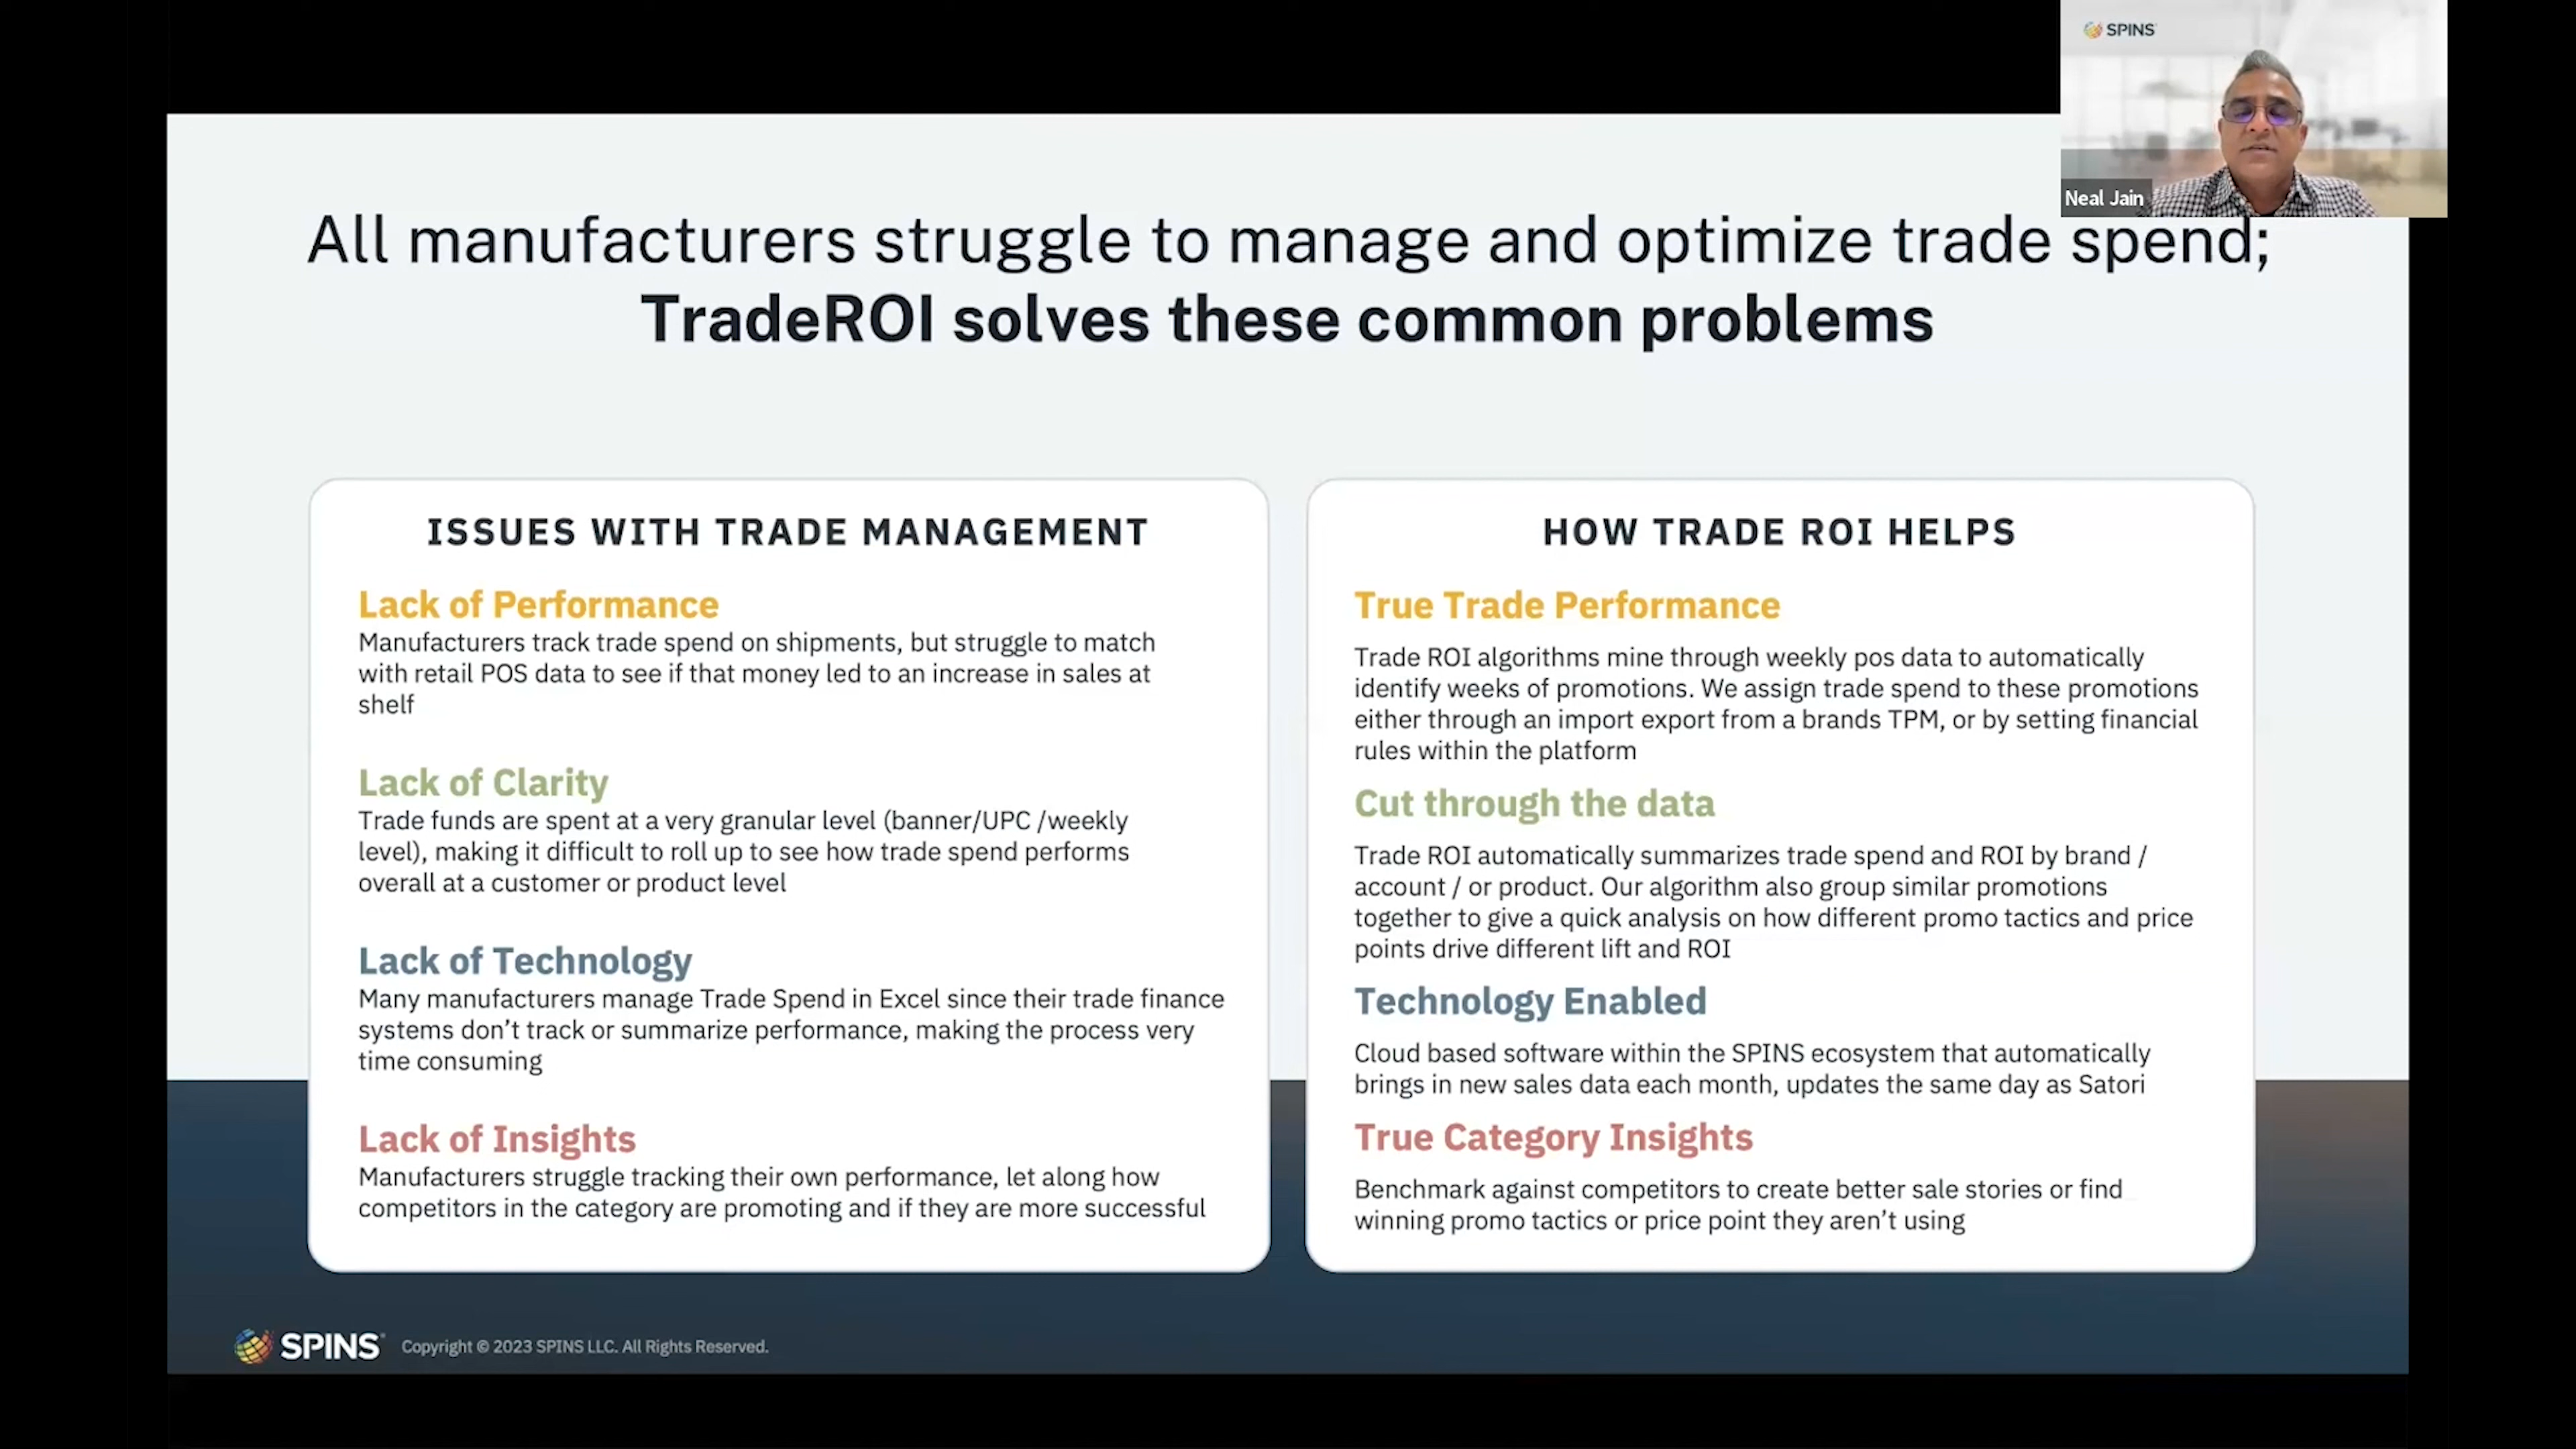 SPINS
Neal Jain
All manufacturers struggle to manage and optimize trade spend;
TradeROI solves these common problems
ISSUES WITH TRADE MANAGEMENT
Lack of Performance
Manufacturers track trade spend on shipments, but struggle to match
with retail POS data to see if that money led to an increase in sales at
shelf
Lack of Clarity
Trade funds are spent at a very granular level (banner/UPC /weekly
level), making it difficult to roll up to see how trade spend performs
overall at a customer or product level
Lack of Technology
Many manufacturers manage Trade Spend in Excel since their trade finance
systems don’t track or summarize performance, making the process very
time consuming
Lack of Insights
Manufacturers struggle tracking their own performance, let along how
competitors in the category are promoting and if they are more successful
HOW TRADE ROI HELPS
True Trade Performance
Trade ROI algorithms mine through weekly pos data to automatically
identify weeks of promotions. We assign trade spend to these promotions
either through an import export from a brands TPM, or by setting financial
rules within the platform
Cut through the data
Trade ROI automatically summarizes trade spend and ROI by brand /
account / or product. Our algorithm also group similar promotions
together to give a quick analysis on how different promo tactics and price
points drive different lift and ROI
Technology Enabled
Cloud based software within the SPINS ecosystem that automatically
brings in new sales data each month, updates the same day as Satori
True Category Insights
Benchmark against competitors to create better sale stories or find
winning promo tactics or price point they aren’t using
SPINS
Copyright © 2023 SPINS LLC. All Rights Reserved.